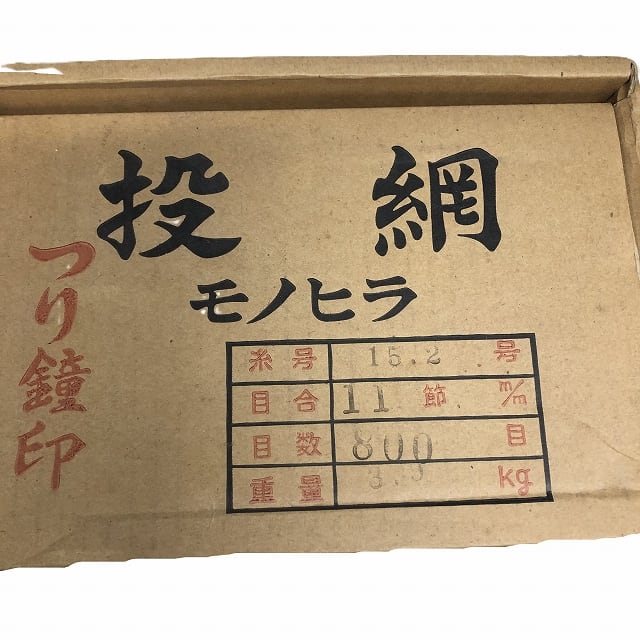 投網
モノヒラ
つり鐘印
糸号 15.2 号
目合 11 節 m/m
目数 800 目
重量 kg